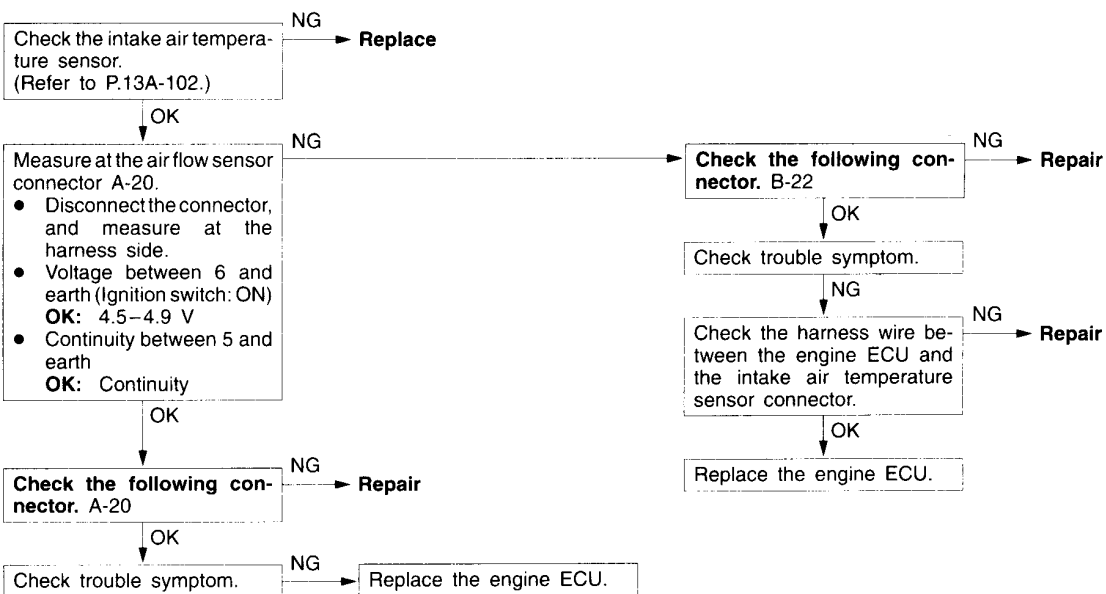 NG
Check the intake air tempera-
ture sensor.
(Refer to P.13A-102.)
Replace
OK
NG
Measure at the air flow sensor
connector A-20.
● Disconnect the connector,
and measure at the
harness side.
● Voltage between 6 and
earth (Ignition switch: ON)
OK: 4.5–4.9 V
● Continuity between 5 and
earth
OK: Continuity
OK
Check the following con-
nector. A-20
NG
Repair
OK
Check trouble symptom.
NG
Replace the engine ECU.
Check the following con-
nector. B-22
NG
Repair
OK
Check trouble symptom.
NG
Check the harness wire be-
tween the engine ECU and
the intake air temperature
sensor connector.
NG
Repair
OK
Replace the engine ECU.